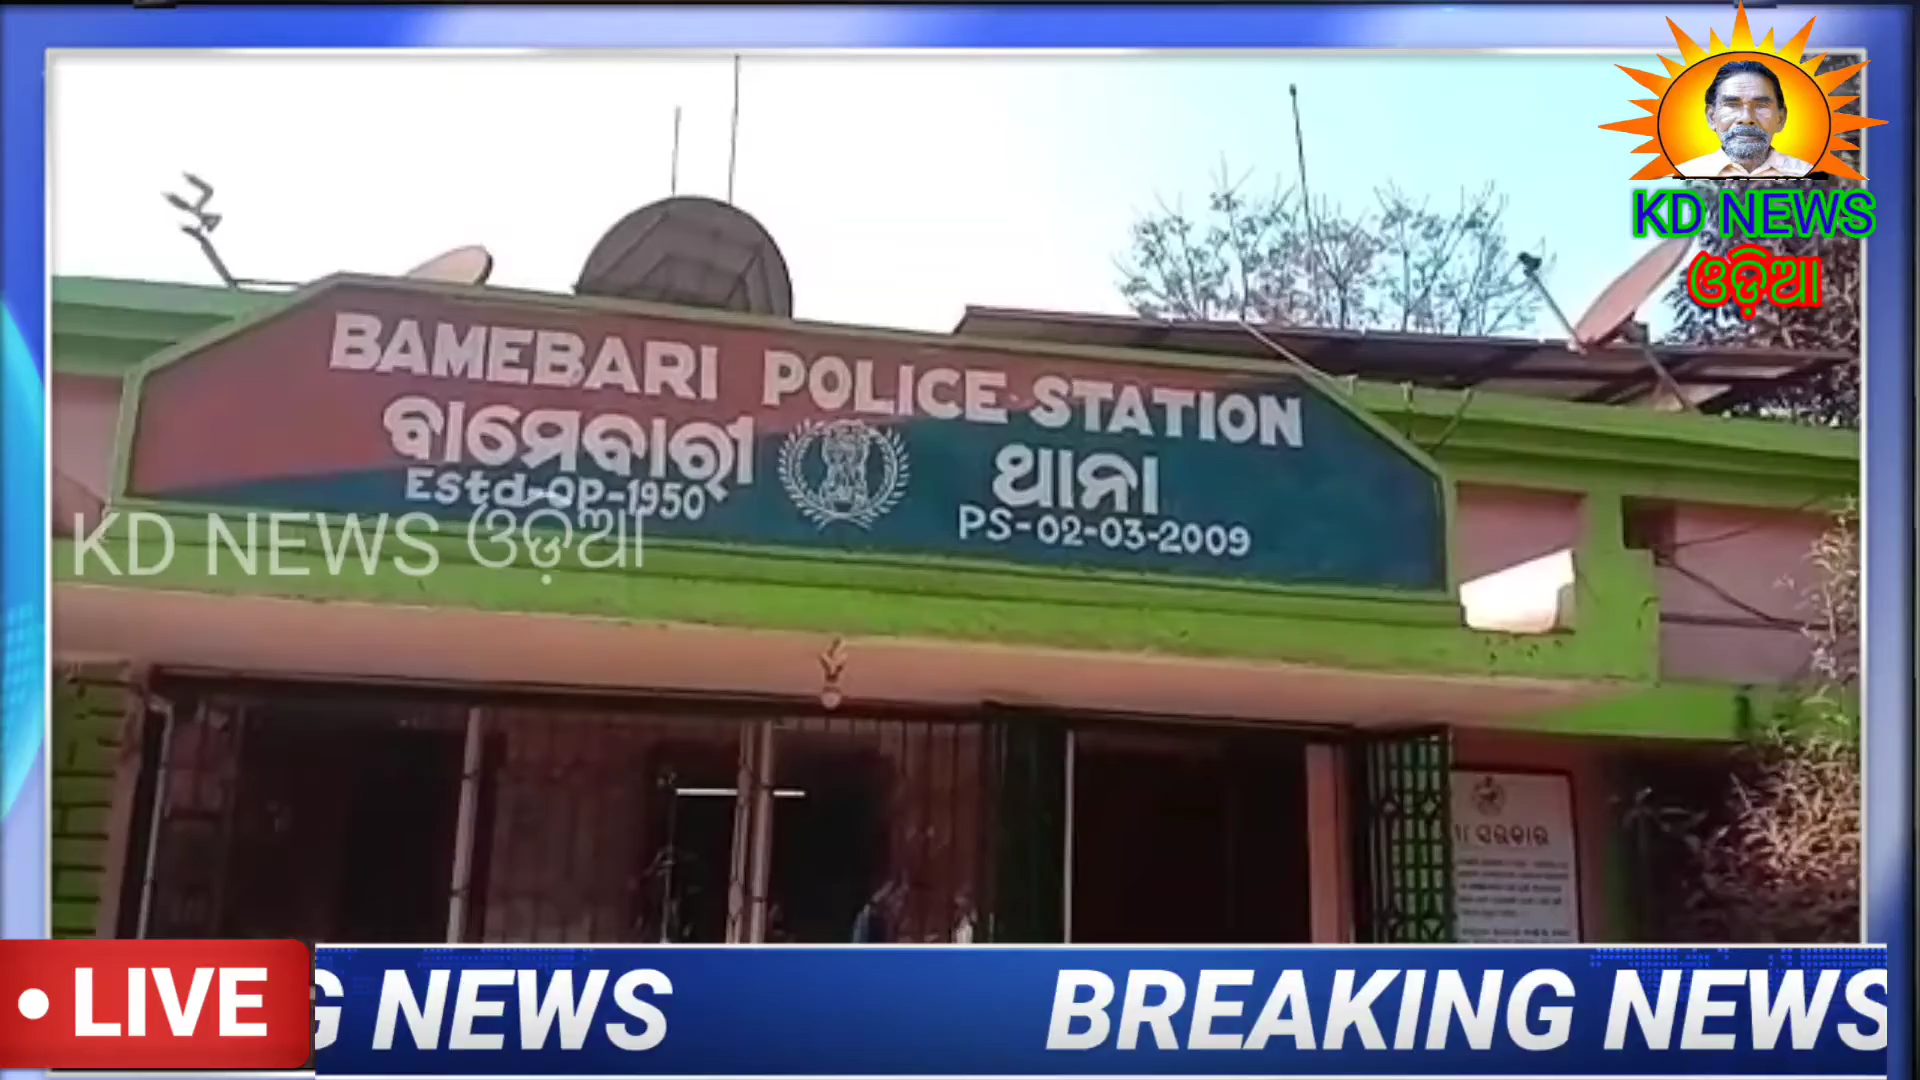 KD NEWS
ଓଡ଼ିଆ
BAMEBARI POLICE STATION
ବାମେବାରୀ ଥାନା
Estd-OP-1950 PS-02-03-2009
KD NEWS ଓଡ଼ିଆ
ସରକାର
LIVE
G NEWS BREAKING NEWS